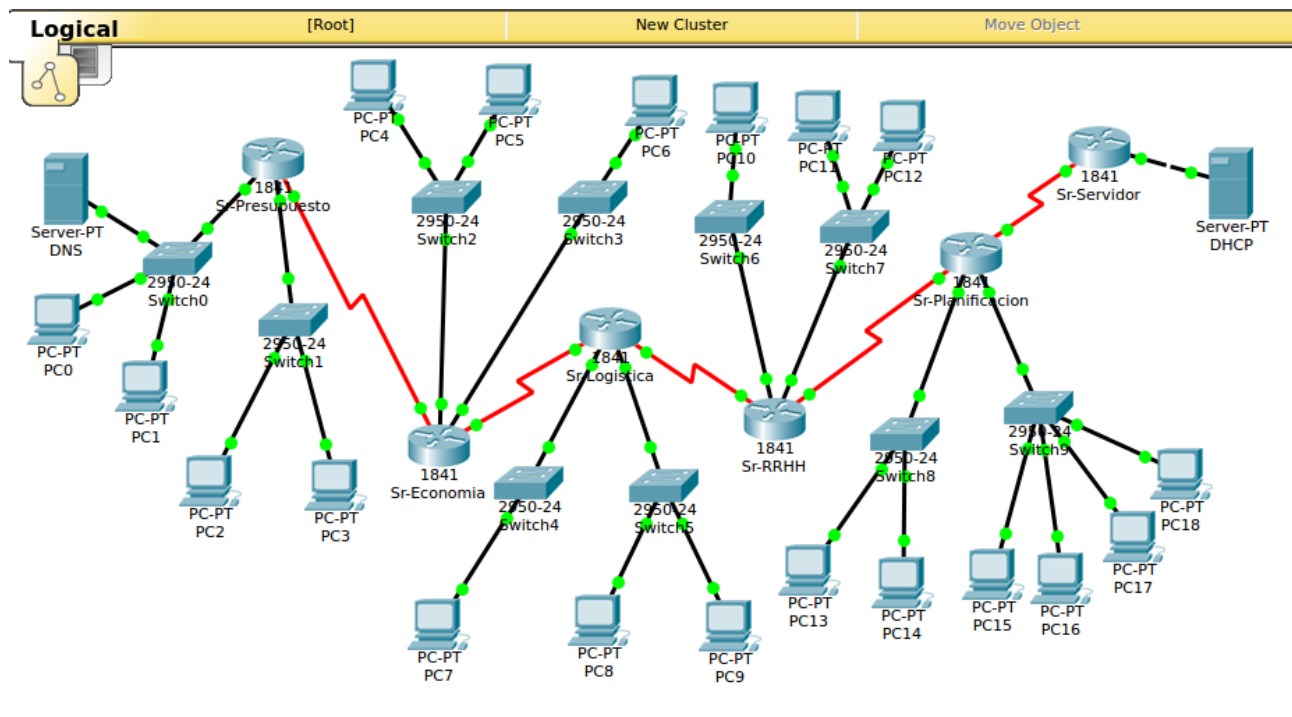 Logical
[Root]
New Cluster
Move Object
PC-PT
PC4
PC-PT
PC5
PC-PT
PC6
PC-PT
PC10
PC-PT
PC11
PC-PT
PC12
1841
Sr-Servidor
Server-PT
DHCP
1841
Sr-Presupuesto
Server-PT
DNS
2950-24
Switch0
2950-24
Switch2
2950-24
Switch3
2950-24
Switch6
2950-24
Switch7
1841
Sr-Planificacion
PC-PT
PC0
PC-PT
PC1
2950-24
Switch1
1841
Sr-Logistica
1841
Sr-Economia
1841
Sr-RRHH
2950-24
Switch8
2950-24
Switch9
PC-PT
PC2
PC-PT
PC3
2950-24
Switch4
2950-24
Switch5
PC-PT
PC18
PC-PT
PC17
PC-PT
PC13
PC-PT
PC14
PC-PT
PC15
PC-PT
PC16
PC-PT
PC7
PC-PT
PC8
PC-PT
PC9